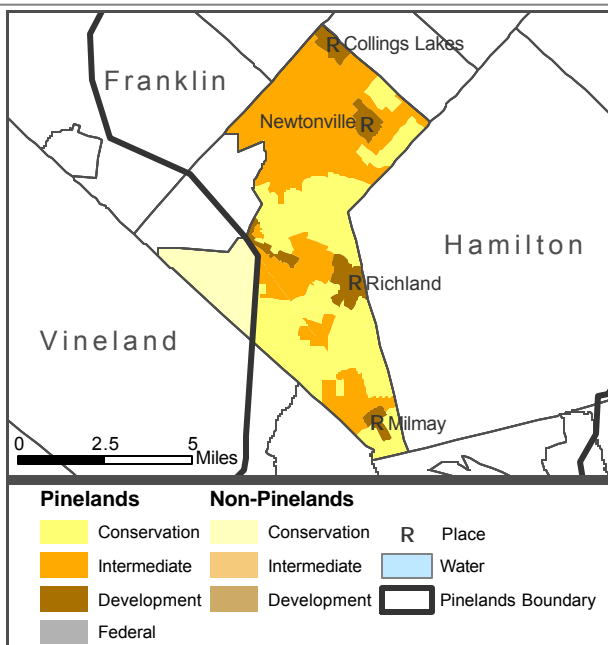 R Collings Lakes
Franklin
Newtonville R
Hamilton
R Richland
Vineland
R Milmay
0 2.5 5
Miles
Pinelands Non-Pinelands
Conservation Conservation R Place
Intermediate Intermediate Water
Development Development Pinelands Boundary
Federal